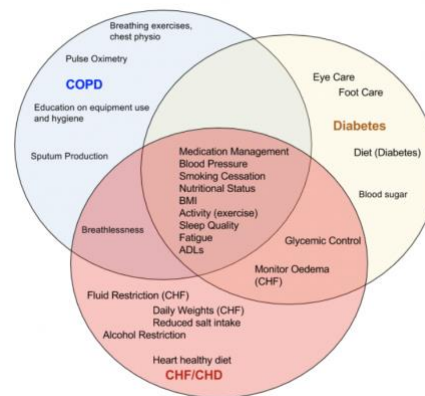 Breathing exercises,
chest physio
Pulse Oximetry
COPD
Education on equipment use
and hygiene
Sputum Production
Eye Care
Foot Care
Diabetes
Diet (Diabetes)
Blood sugar
Medication Management
Blood Pressure
Smoking Cessation
Nutritional Status
BMI
Activity (exercise)
Sleep Quality
Fatigue
ADLs
Breathlessness
Glycemic Control
Monitor Oedema
(CHF)
Fluid Restriction (CHF)
Daily Weights (CHF)
Reduced salt intake
Alcohol Restriction
Heart healthy diet
CHF/CHD